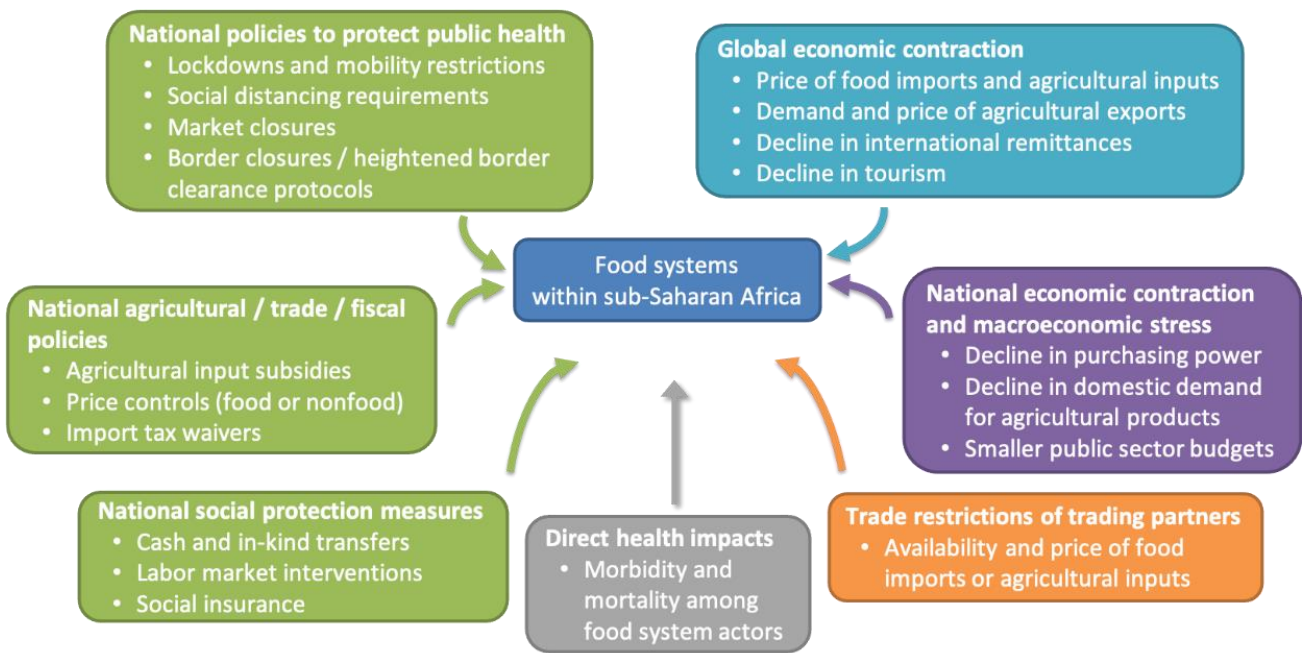 National policies to protect public health
• Lockdowns and mobility restrictions
• Social distancing requirements
• Market closures
• Border closures / heightened border
clearance protocols
Global economic contraction
• Price of food imports and agricultural inputs
• Demand and price of agricultural exports
• Decline in international remittances
• Decline in tourism
Food systems
within sub-Saharan Africa
National agricultural / trade / fiscal
policies
• Agricultural input subsidies
• Price controls (food or nonfood)
• Import tax waivers
National economic contraction
and macroeconomic stress
• Decline in purchasing power
• Decline in domestic demand
for agricultural products
• Smaller public sector budgets
National social protection measures
• Cash and in-kind transfers
• Labor market interventions
• Social insurance
Direct health impacts
• Morbidity and
mortality among
food system actors
Trade restrictions of trading partners
• Availability and price of food
imports or agricultural inputs